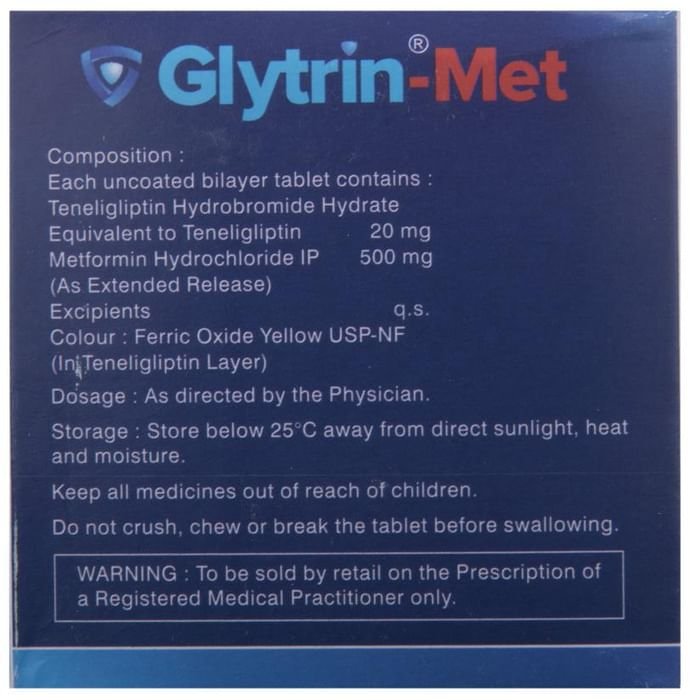 Glytrin®-Met
Composition :
Each uncoated bilayer tablet contains :
Teneligliptin Hydrobromide Hydrate
Equivalent to Teneligliptin 20 mg
Metformin Hydrochloride IP 500 mg
(As Extended Release)
Excipients q.s.
Colour : Ferric Oxide Yellow USP-NF
(In Teneligliptin Layer)
Dosage : As directed by the Physician.
Storage : Store below 25°C away from direct sunlight, heat
and moisture.
Keep all medicines out of reach of children.
Do not crush, chew or break the tablet before swallowing.
WARNING : To be sold by retail on the Prescription of
a Registered Medical Practitioner only.